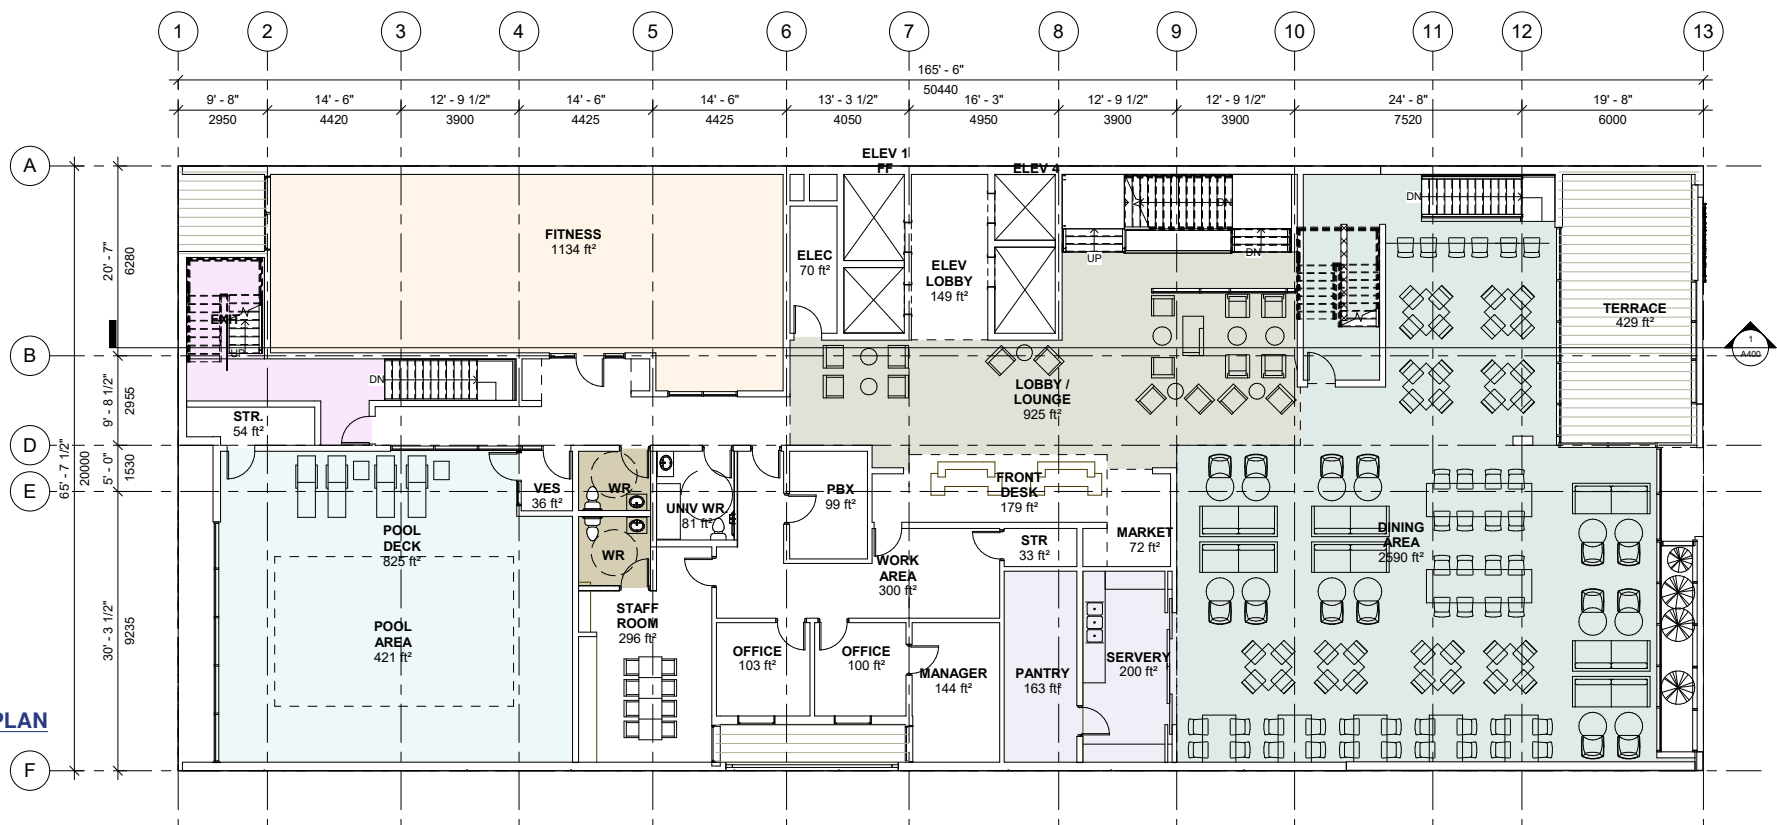 1 2 3 4 5 6 7 8 9 10 11 12 13
165' - 6"
50440
9' - 8" 14' - 6" 12' - 9 1/2" 14' - 6" 14' - 6" 13' - 3 1/2" 16' - 3" 12' - 9 1/2" 12' - 9 1/2" 24' - 8" 19' - 8"
2950 4420 3900 4425 4425 4050 4950 3900 3900 7520 6000
A
B
D
E
F
65' - 7 1/2"
20000
20' - 7"
6280
9' - 8 1/2"
2955
5' - 0"
1530
30' - 3 1/2"
9235
ELEV 1
FF
ELEV 4
FITNESS
1134 ft²
ELEC
70 ft²
ELEV
LOBBY
149 ft²
UP
DN
DN
DN
TERRACE
429 ft²
1
A400
EXIT
UP
DN
STR.
54 ft²
LOBBY /
LOUNGE
925 ft²
VES
36 ft²
WR
WR
UNIV WR
81 ft²
PBX
99 ft²
FRONT
DESK
179 ft²
MARKET
72 ft²
STR
33 ft²
WORK
AREA
300 ft²
DINING
AREA
2590 ft²
POOL
DECK
825 ft²
POOL
AREA
421 ft²
STAFF
ROOM
296 ft²
OFFICE
103 ft²
OFFICE
100 ft²
MANAGER
144 ft²
PANTRY
163 ft²
SERVERY
200 ft²
PLAN